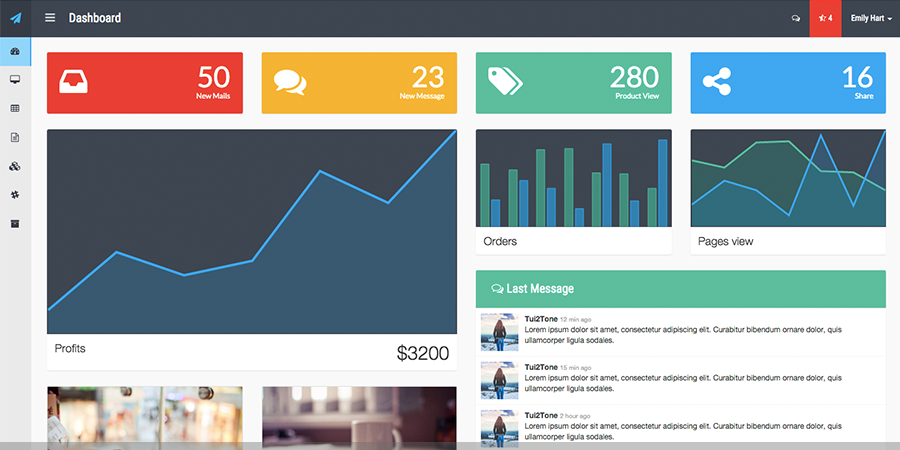 Dashboard
4
Emily Hart
50
New Mails
23
New Message
280
Product View
16
Share
Profits
$3200
Orders
Pages view
Last Message
Tui2Tone 12 min ago
Lorem ipsum dolor sit amet, consectetur adipiscing elit. Curabitur bibendum ornare dolor, quis
ullamcorper ligula sodales.
Tui2Tone 15 min ago
Lorem ipsum dolor sit amet, consectetur adipiscing elit. Curabitur bibendum ornare dolor, quis
ullamcorper ligula sodales.
Tui2Tone 2 hour ago
Lorem ipsum dolor sit amet, consectetur adipiscing elit. Curabitur bibendum ornare dolor, quis
ullamcorper ligula sodales.